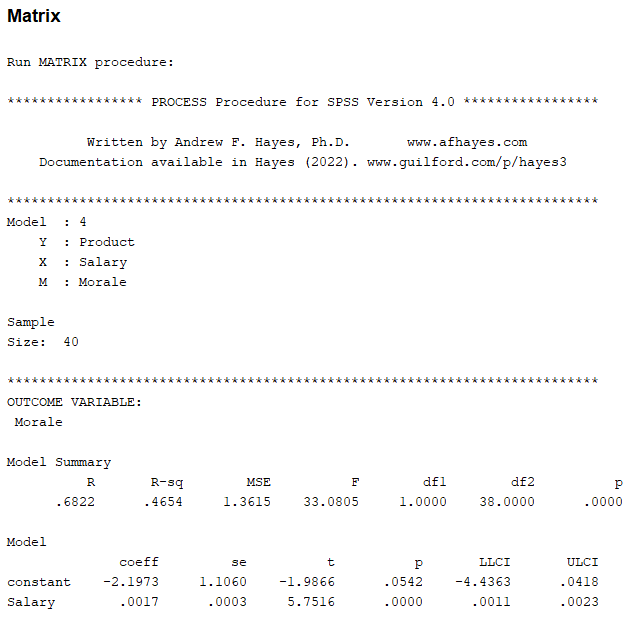 Matrix
Run MATRIX procedure:
***************** PROCESS Procedure for SPSS Version 4.0 *****************
Written by Andrew F. Hayes, Ph.D.       www.afhayes.com
Documentation available in Hayes (2022). www.guilford.com/p/hayes3
**************************************************************************
Model  : 4
Y  : Product
X  : Salary
M  : Morale
Sample
Size:  40
**************************************************************************
OUTCOME VARIABLE:
Morale
Model Summary
R       R-sq        MSE          F        df1        df2          p
.6822      .4654     1.3615    33.0805     1.0000    38.0000      .0000
Model
coeff         se          t          p       LLCI       ULCI
constant    -2.1973     1.1060    -1.9866      .0542    -4.4363      .0418
Salary        .0017      .0003     5.7516      .0000      .0011      .0023